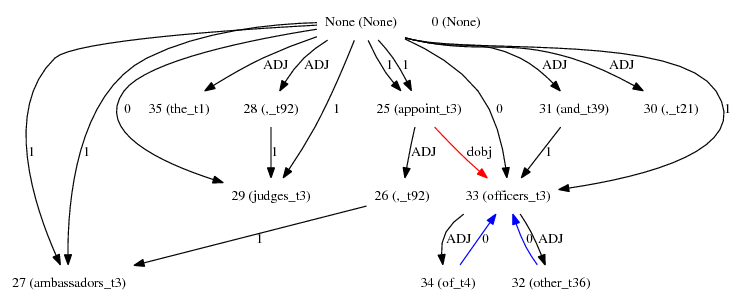 None (None) 0 (None)
ADJ ADJ 1 1 ADJ ADJ
35 (the_t1) 28 (,_t92) 0 25 (appoint_t3) 0 31 (and_t39) 30 (,_t21) 1
1 1 1 1 ADJ dobj 1
29 (judges_t3) 26 (,_t92) 33 (officers_t3)
1 ADJ 0 0 ADJ
27 (ambassadors_t3) 34 (of_t4) 32 (other_t36)